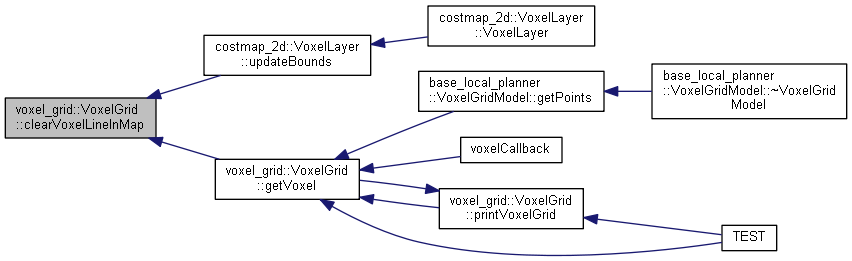 costmap_2d::VoxelLayer
::VoxelLayer
costmap_2d::VoxelLayer
::updateBounds
base_local_planner
::VoxelGridModel::~VoxelGrid
Model
base_local_planner
::VoxelGridModel::getPoints
voxel_grid::VoxelGrid
::clearVoxelLineInMap
voxelCallback
voxel_grid::VoxelGrid
::getVoxel
voxel_grid::VoxelGrid
::printVoxelGrid
TEST